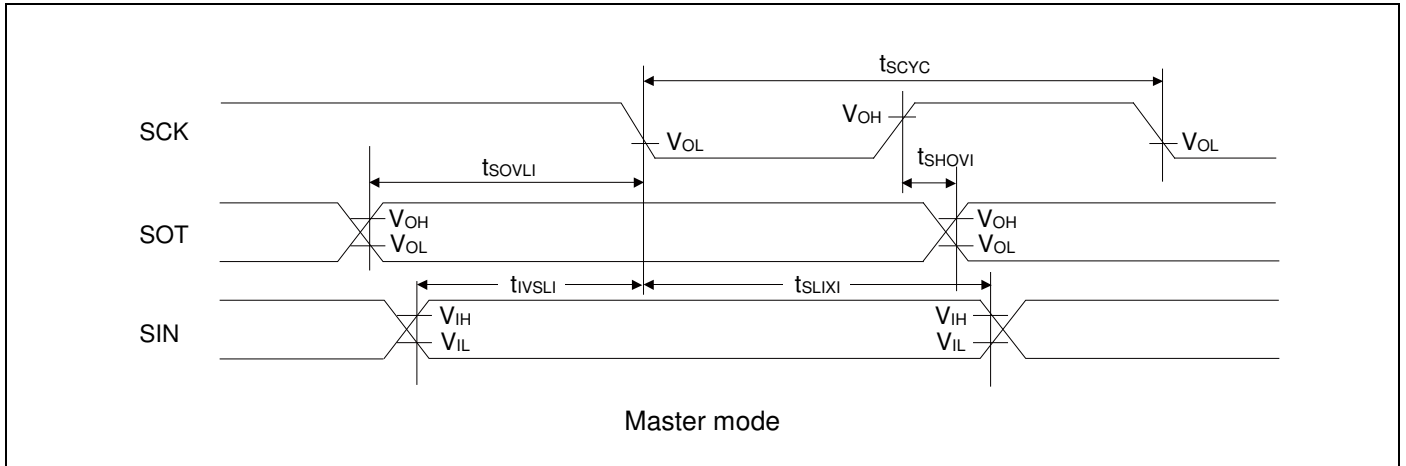 tSCYC
SCK
VOH
VOL
VOL
tSOVLI
tSHOVI
SOT
VOH
VOL
VOH
VOL
tIVSLI
tSLIXI
SIN
VIH
VIL
VIH
VIL
Master mode